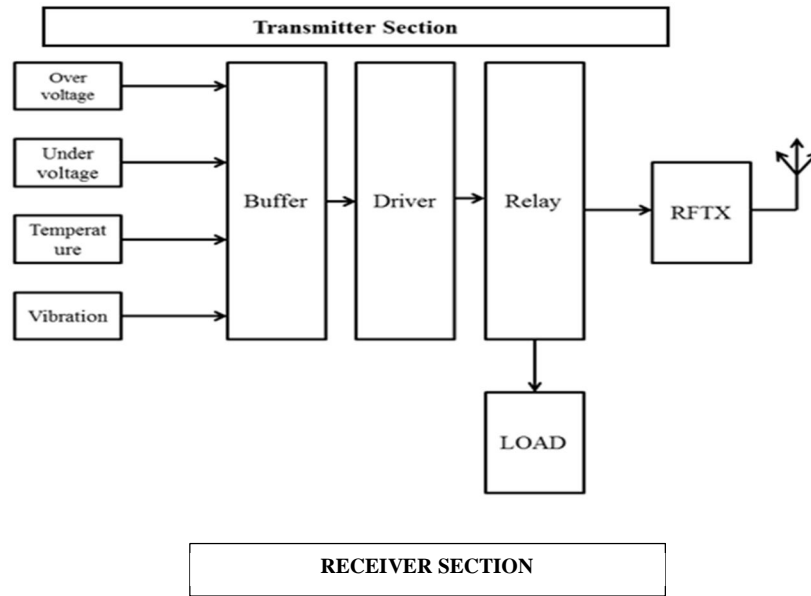 Transmitter Section
Over
voltage
Under
voltage
Temperat
ure
Vibration
Buffer
Driver
Relay
RFTX
LOAD
RECEIVER SECTION